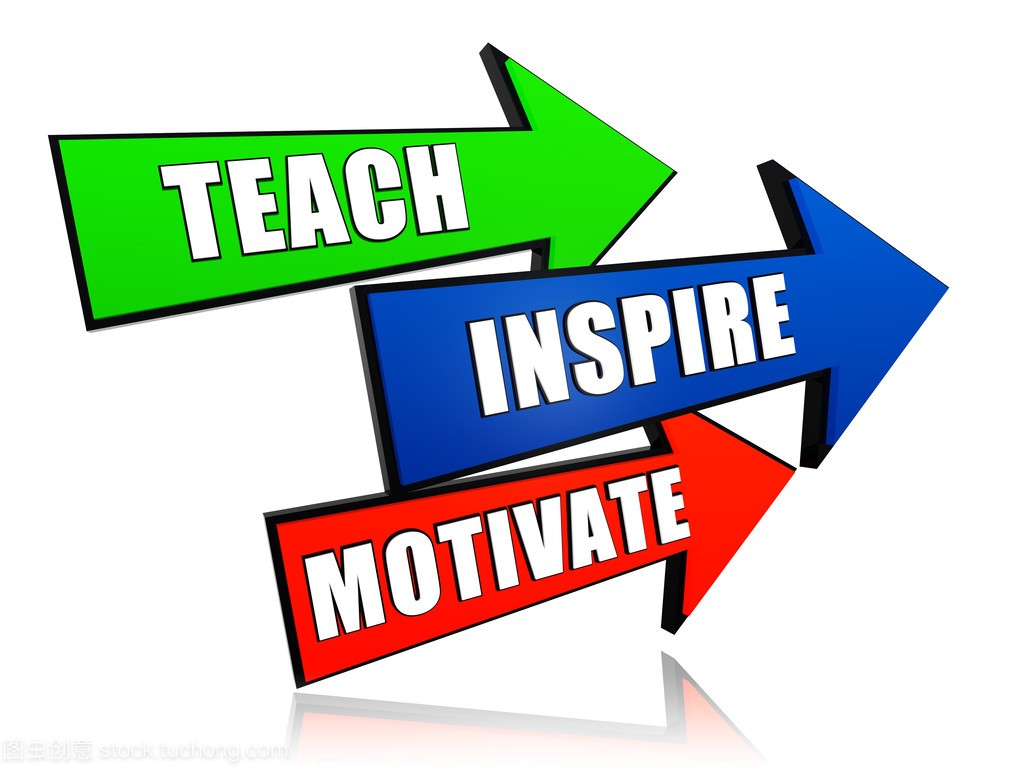 TEACH
INSPIRE
MOTIVATE
图虫创意 stock.tuchong.com